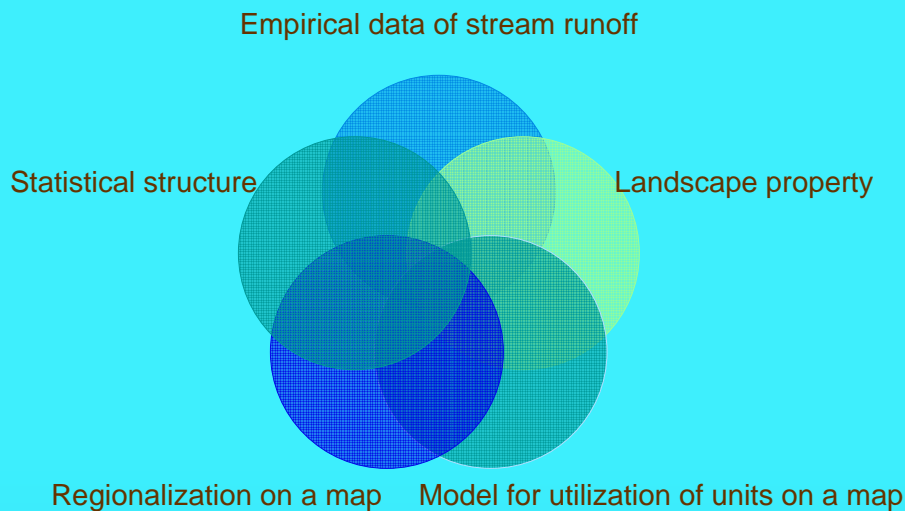 Empirical data of stream runoff
Statistical structure
Landscape property
Regionalization on a map
Model for utilization of units on a map